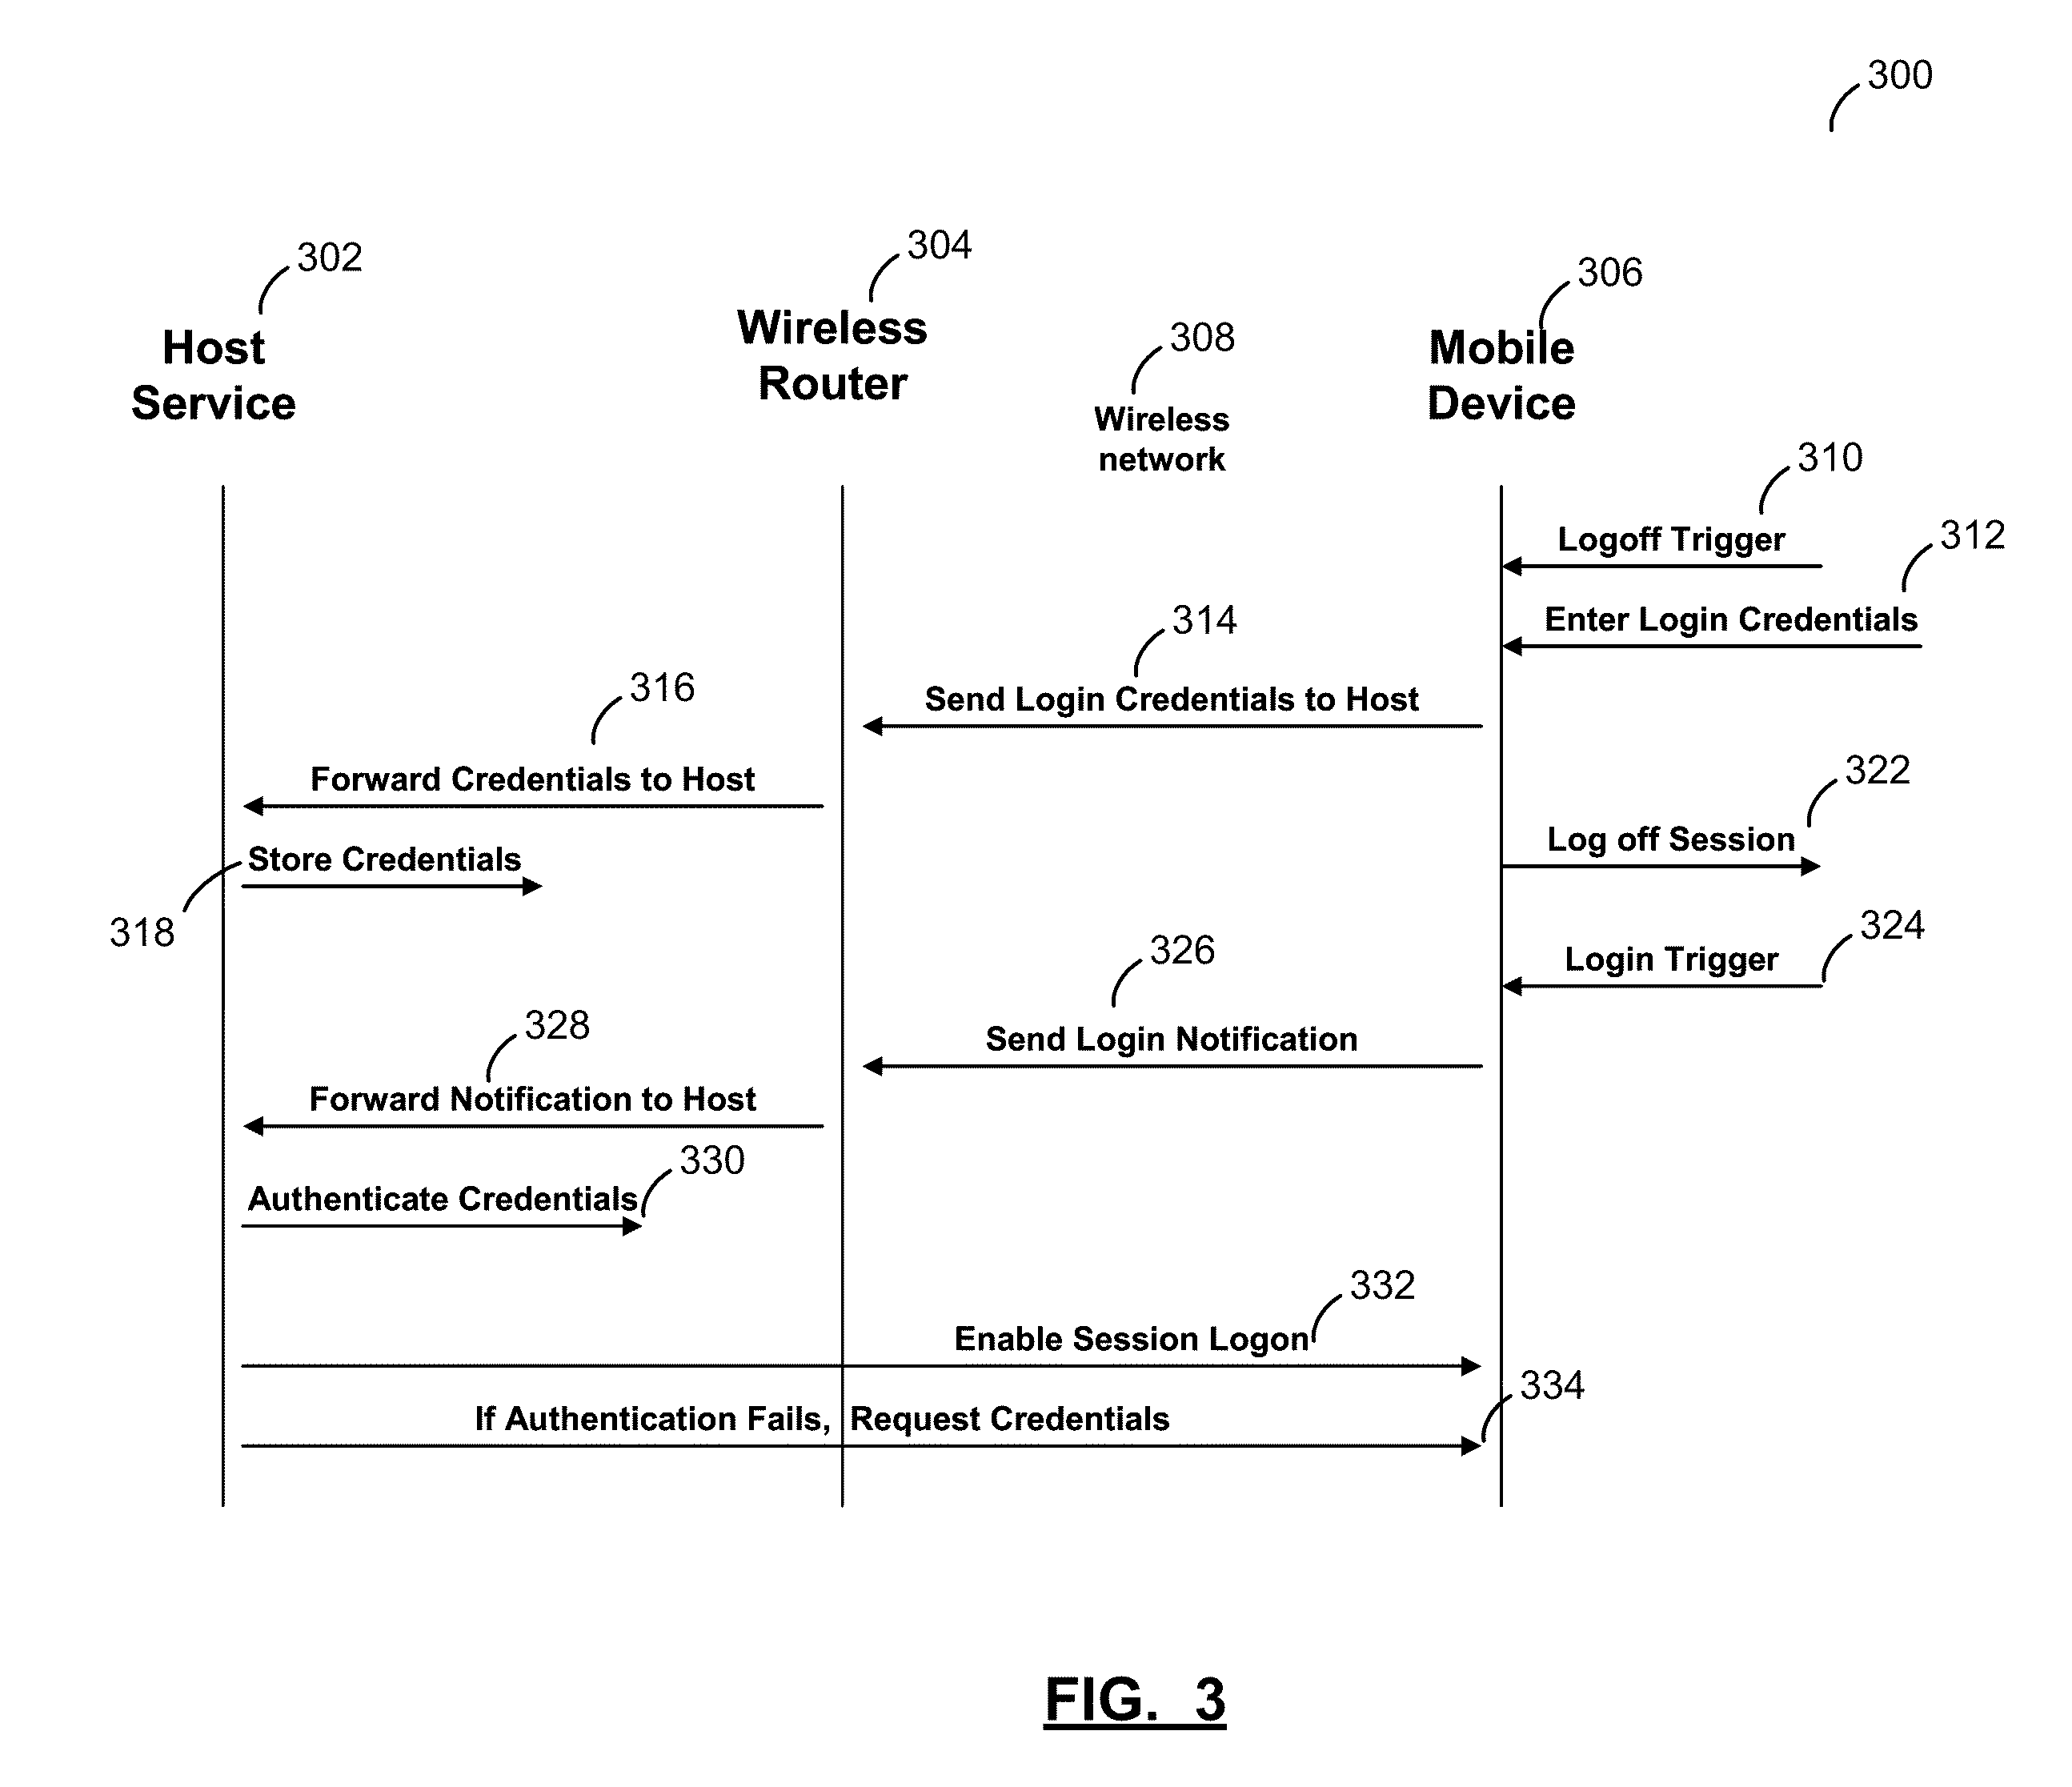 300
302
304
306
308
Host
Service
Wireless
Router
Wireless
network
Mobile
Device
310
Logoff Trigger
312
Enter Login Credentials
314
Send Login Credentials to Host
316
Forward Credentials to Host
322
Log off Session
Store Credentials
318
324
Login Trigger
326
Send Login Notification
328
Forward Notification to Host
330
Authenticate Credentials
332
Enable Session Logon
334
If Authentication Fails, Request Credentials
FIG. 3